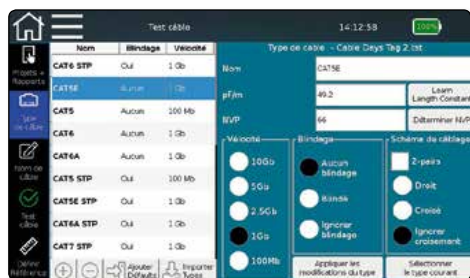 Test câble 14:12:58 100%
Projets + Rapports
Type de câble
Nom de câble
Test câble
Définir Référence
Nom Blindage Vélocité
CAT6 STP Oui 1 Gb
CAT5E Aucun 1 Gb
CAT5 Aucun 100 Mb
CAT6 Aucun 1 Gb
CAT6A Aucun 1 Gb
CAT5 STP Oui 100 Mb
CAT5E STP Oui 1 Gb
CAT6A STP Oui 1 Gb
CAT7 STP Oui 1 Gb
Ajouter Défauts
Importer Types
Type de cable - Cable Days Tag 2.tst
Nom CAT5E
pF/m 49.2 Learn Length Constant
NVP 66 Déterminer NVP
Vélocité
10Gb
5Gb
2.5Gb
1Gb
100Mb
Blindage
Aucun blindage
Blindé
Ignorer blindage
Schéma de câblage
2-pairs
Droit
Croisé
Ignorer croisement
Appliquer les modifications du type
Sélectionner le type courant